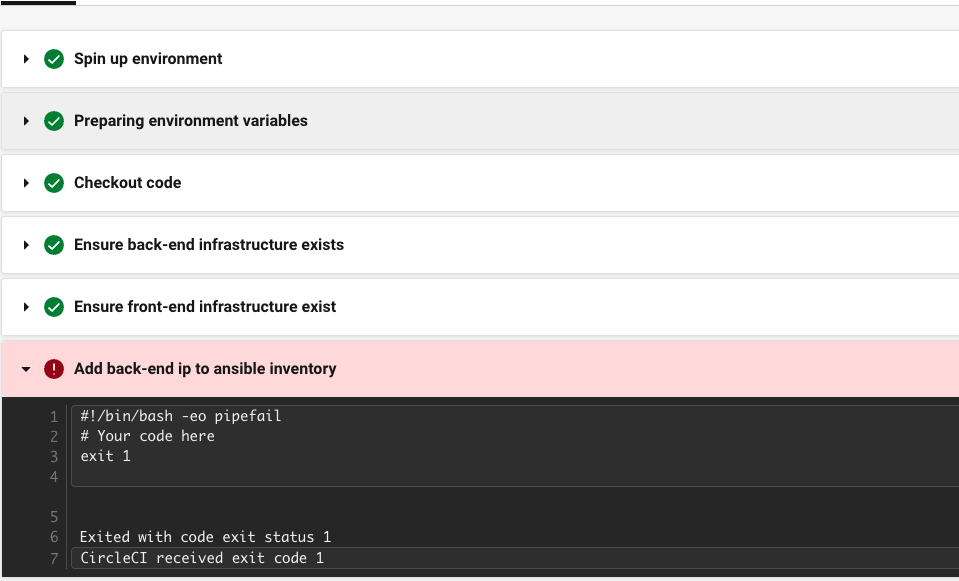 Spin up environment
Preparing environment variables
Checkout code
Ensure back-end infrastructure exists
Ensure front-end infrastructure exist
Add back-end ip to ansible inventory
1 #!/bin/bash -eo pipefail
2 # Your code here
3 exit 1
4
5
6 Exited with code exit status 1
7 CircleCI received exit code 1